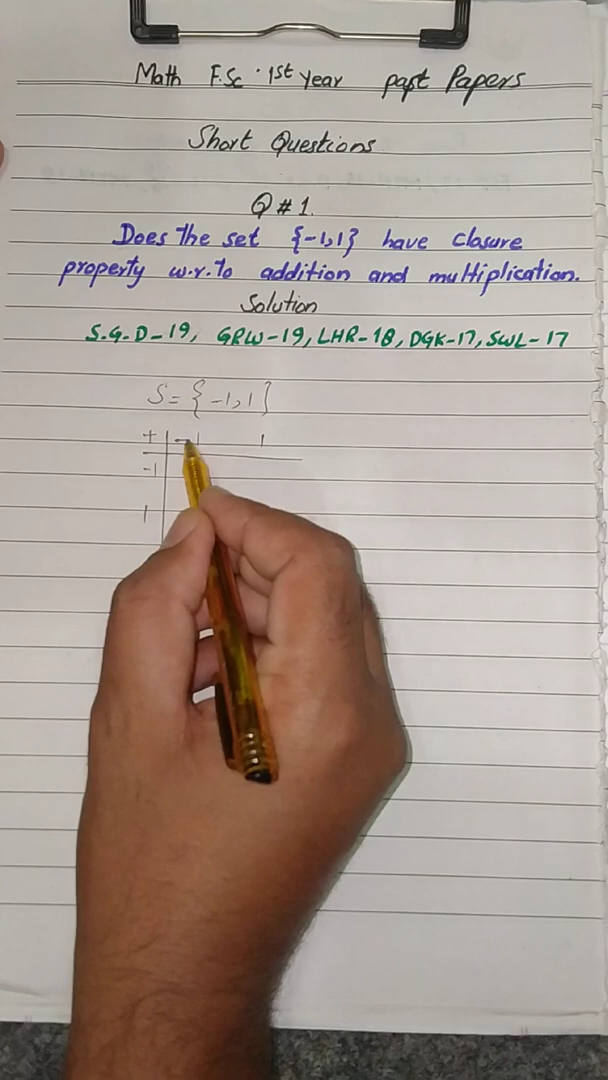 Math F.Sc. 1st year past Papers
Short Questions
Q # 1.
Does the set {-1,1} have closure
property w.r.to addition and multiplication.
Solution
S.G.D-19, GRW-19, LHR-18, DGK-17, SWL-17
S = {-1,1}
+ -1 1
-1
1